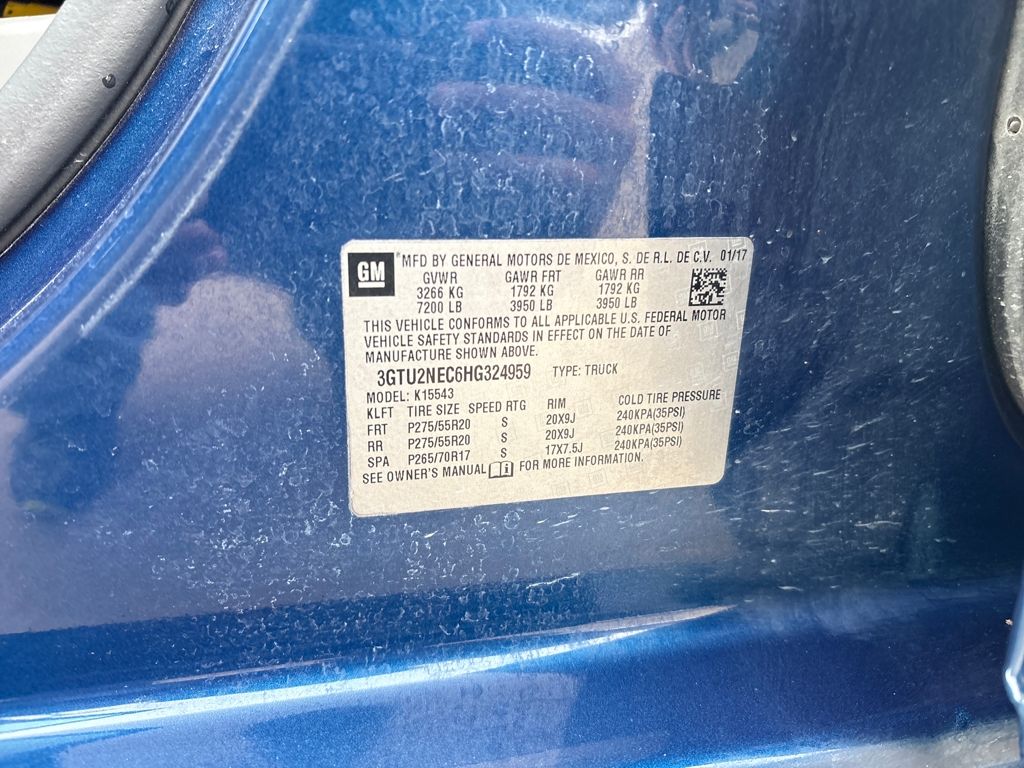 GM
MFD BY GENERAL MOTORS DE MEXICO, S. DE R.L. DE C.V. 01/17
GVWR GAWR FRT GAWR RR
3266 KG 1792 KG 1792 KG
7200 LB 3950 LB 3950 LB
THIS VEHICLE CONFORMS TO ALL APPLICABLE U.S. FEDERAL MOTOR
VEHICLE SAFETY STANDARDS IN EFFECT ON THE DATE OF
MANUFACTURE SHOWN ABOVE.
3GTU2NEC6HG324959 TYPE: TRUCK
MODEL: K15543
KLFT TIRE SIZE SPEED RTG RIM COLD TIRE PRESSURE
FRT P275/55R20 S 20X9J 240KPA(35PSI)
RR P275/55R20 S 20X9J 240KPA(35PSI)
SPA P265/70R17 S 17X7.5J 240KPA(35PSI)
SEE OWNER'S MANUAL i FOR MORE INFORMATION.